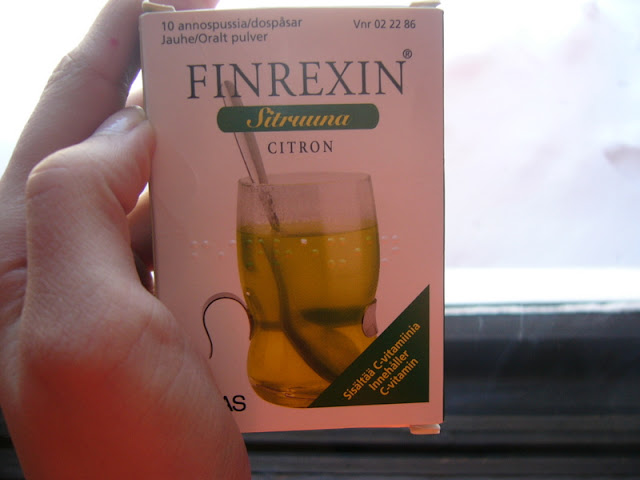 10 annospussia/dospåsar
Jauhe/Oralt pulver
Vnr 02 22 86
FINREXIN®
Sitruuna
CITRON
Sisältää C-vitamiinia
Innehåller
C-vitamin
AS